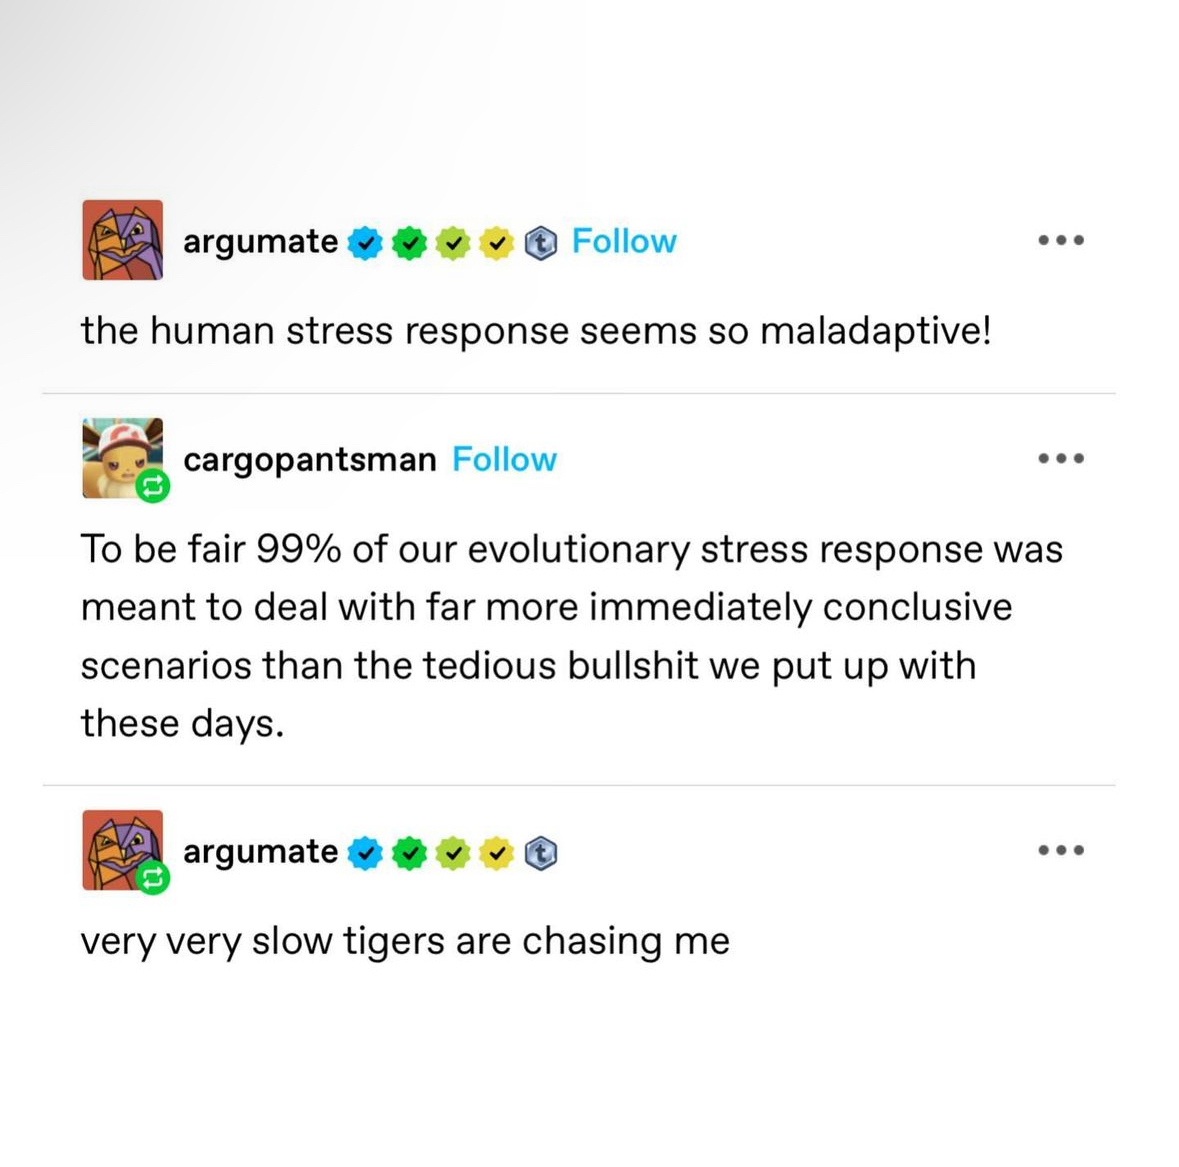 argumate Follow
the human stress response seems so maladaptive!
cargopantsman Follow
To be fair 99% of our evolutionary stress response was
meant to deal with far more immediately conclusive
scenarios than the tedious bullshit we put up with
these days.
argumate
very very slow tigers are chasing me